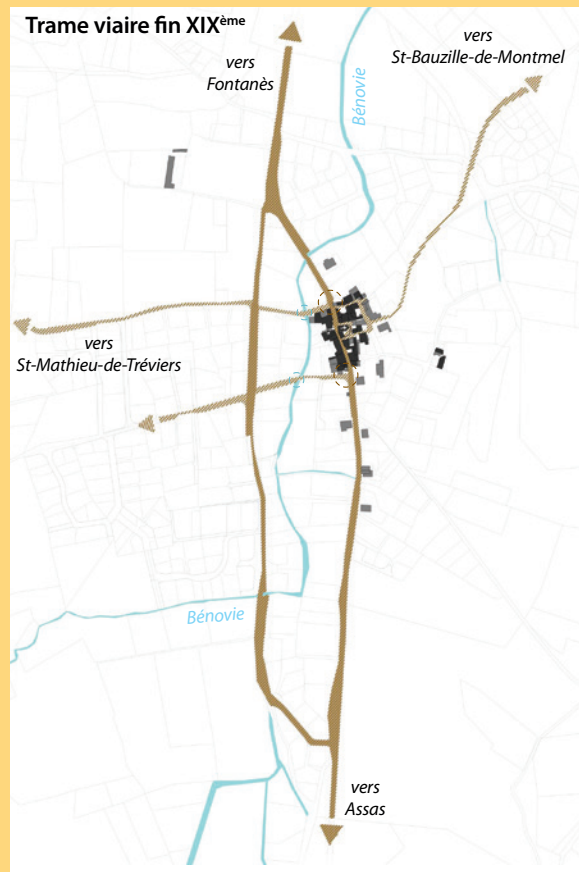 Trame viaire fin XIXème
vers
Fontanès
vers
St-Bauzille-de-Montmel
Bénovie
vers
St-Mathieu-de-Tréviers
Bénovie
vers
Assas